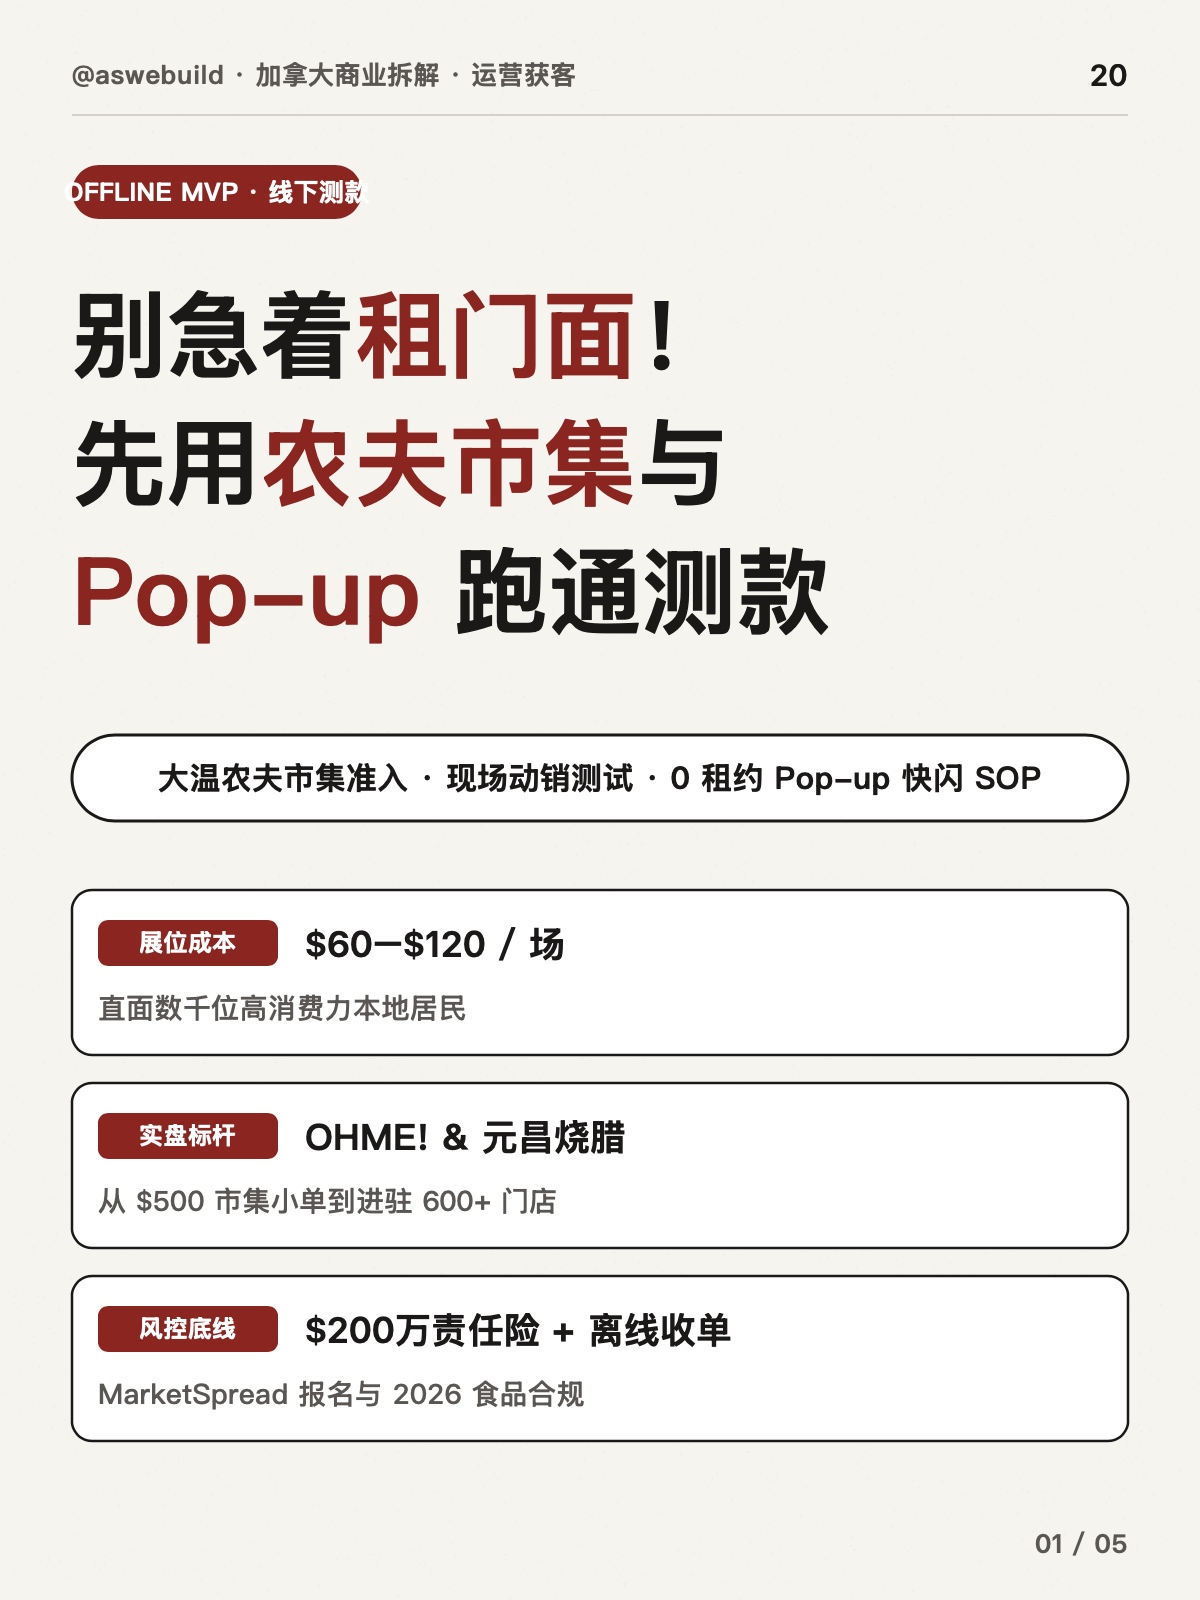 @aswebuild · 加拿大商业拆解 · 运营获客
20
OFFLINE MVP · 线下测款
别急着租门面！
先用农夫市集与
Pop-up 跑通测款
大温农夫市集准入 · 现场动销测试 · 0 租约 Pop-up 快闪 SOP
展位成本
$60—$120 / 场
直面数千位高消费力本地居民
实盘标杆
OHME! & 元昌烧腊
从 $500 市集小单到进驻 600+ 门店
风控底线
$200万责任险 + 离线收单
MarketSpread 报名与 2026 食品合规
01 / 05